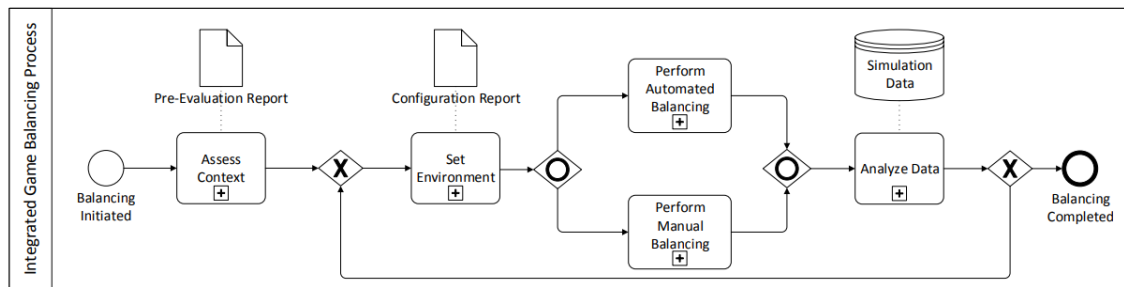 Integrated Game Balancing Process
Pre-Evaluation Report
Configuration Report
Perform
Automated
Balancing
Simulation
Data
Balancing
Initiated
Assess
Context
X
Set
Environment
Perform
Manual
Balancing
Analyze Data
X
Balancing
Completed